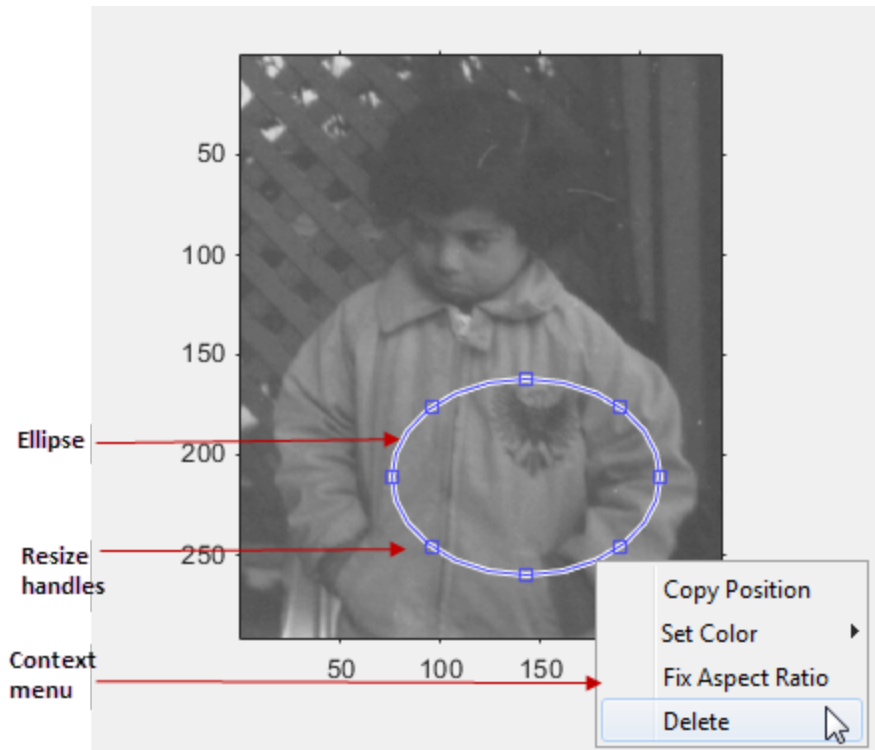 50
100
150
Ellipse
200
Resize
handles
250
Copy Position
Set Color
Fix Aspect Ratio
Delete
Context
menu
50
100
150